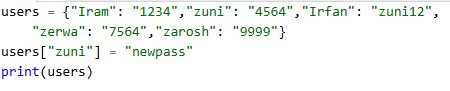 users = {"Iram": "1234","zuni": "4564","Irfan": "zuni12",
"zerwa": "7564","zarosh": "9999"}
users["zuni"] = "newpass"
print(users)